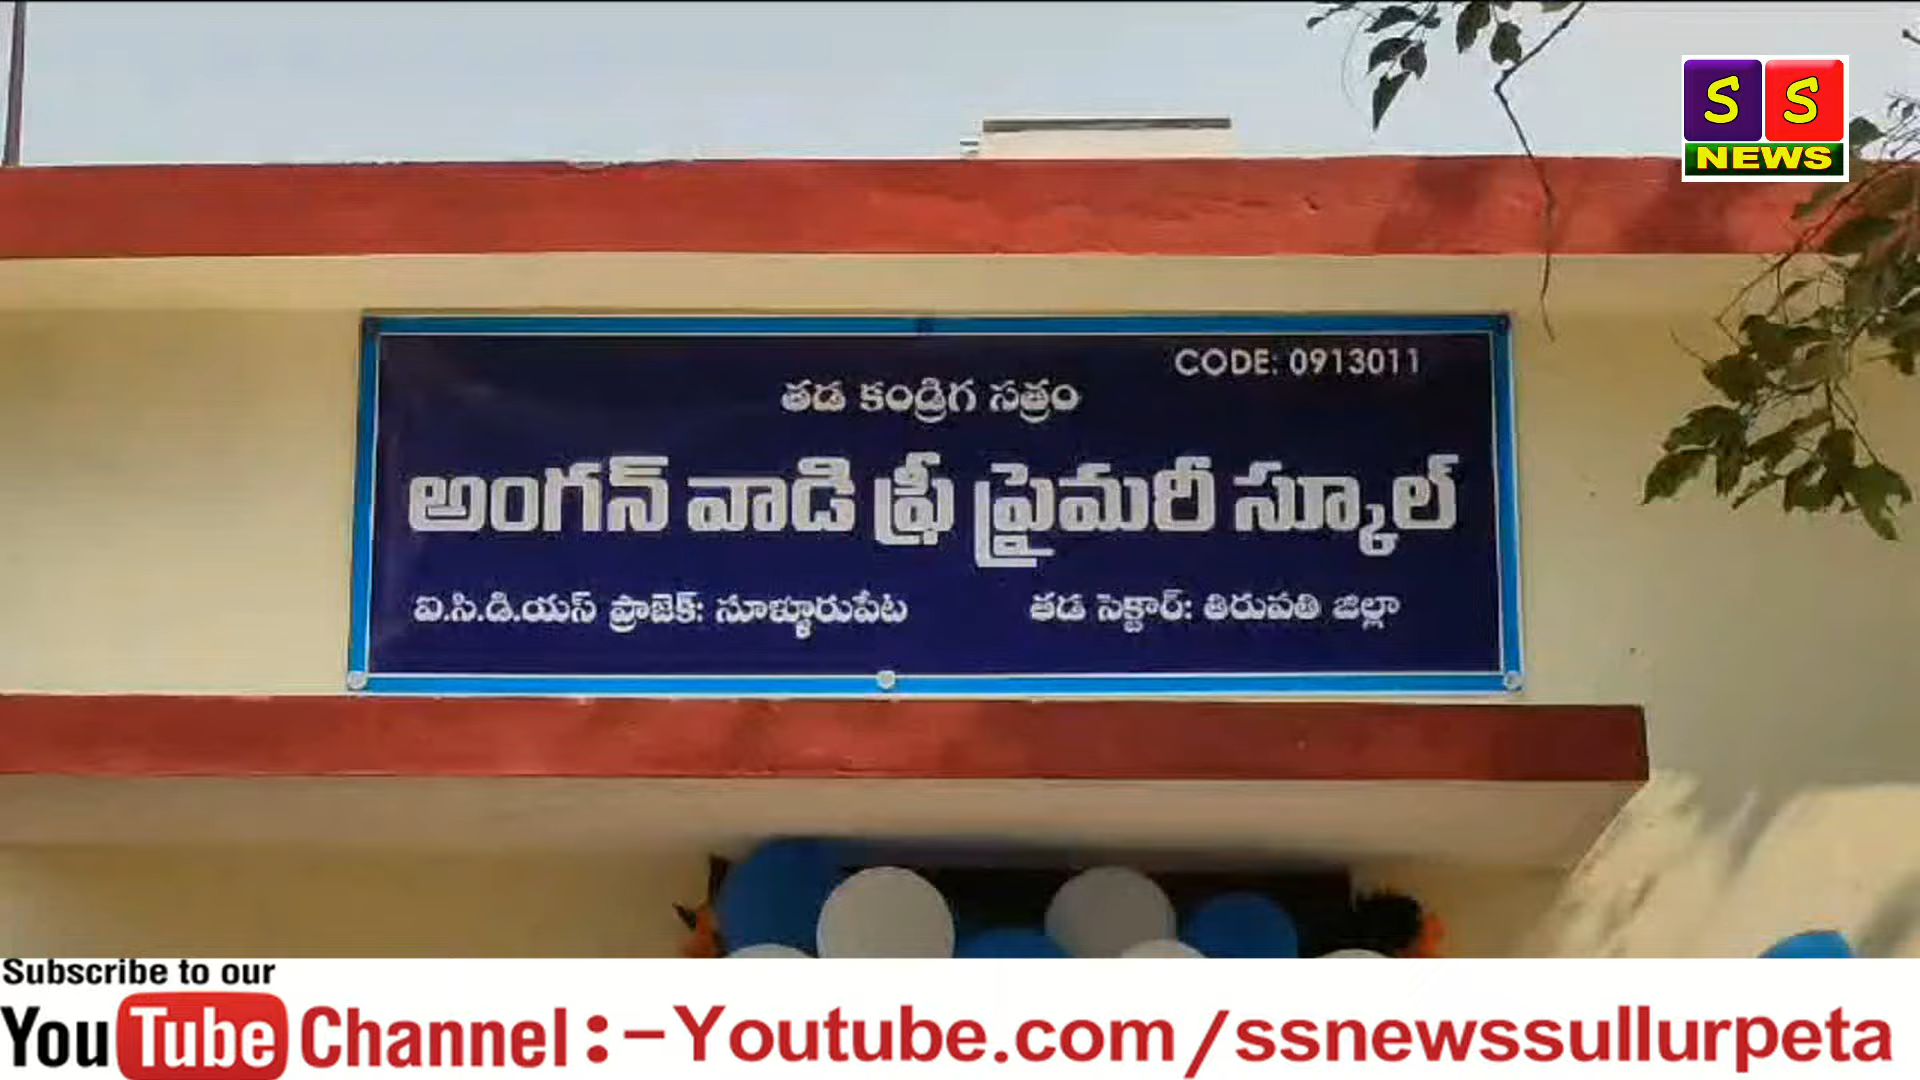 S S
NEWS
CODE: 0913011
తడ కండ్రిగ సత్రం
అంగన్ వాడి ఫ్రీ ప్రైమరీ స్కూల్
ఐ.సి.డి.యస్ ప్రాజెక్: సూళ్ళూరుపేట
తడ సెక్టార్: తిరుపతి జిల్లా
Subscribe to our
YouTube Channel :-Youtube.com/ssnewssullurpeta